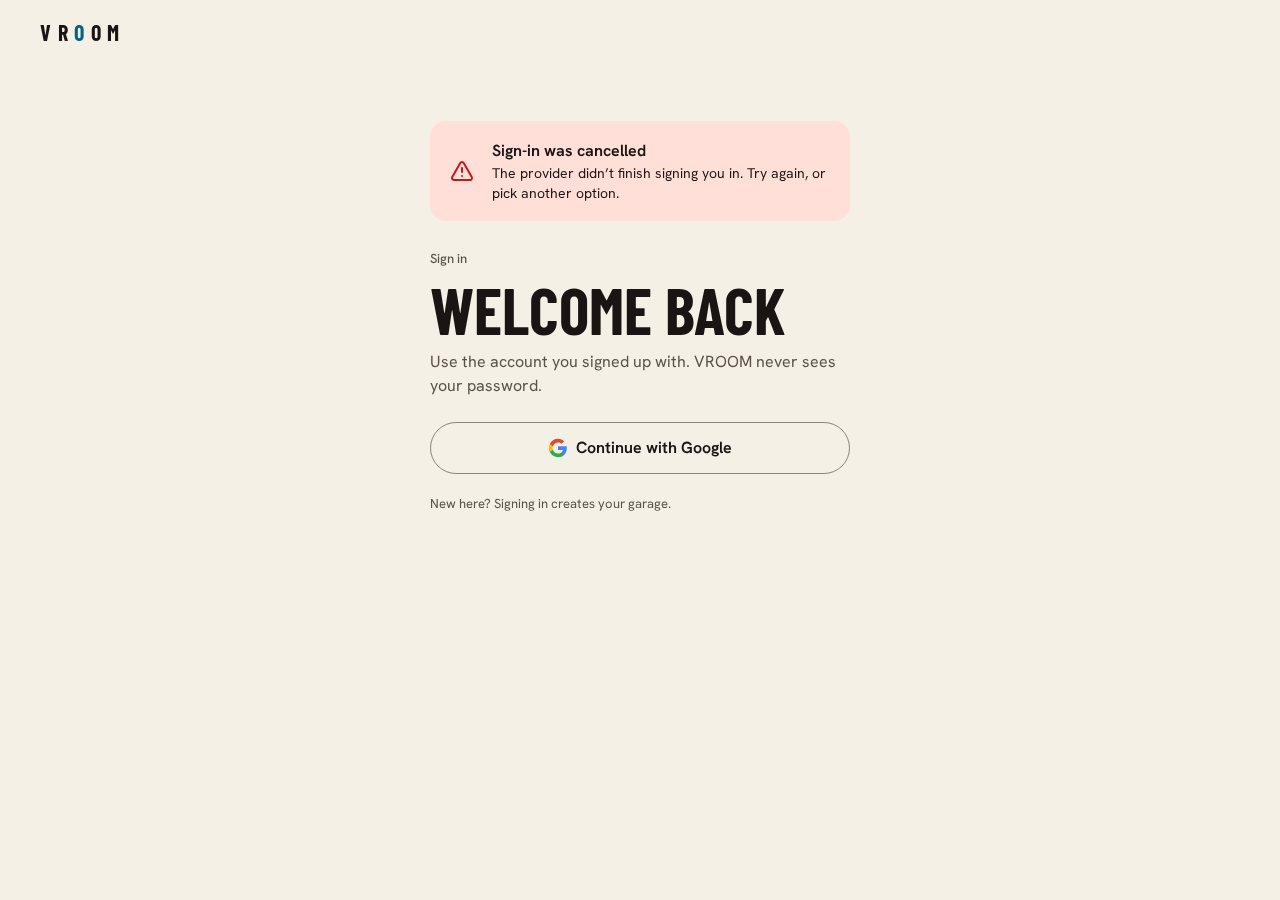 VROOM
Sign-in was cancelled
The provider didn’t finish signing you in. Try again, or
pick another option.
Sign in
WELCOME BACK
Use the account you signed up with. VROOM never sees
your password.
Continue with Google
New here? Signing in creates your garage.